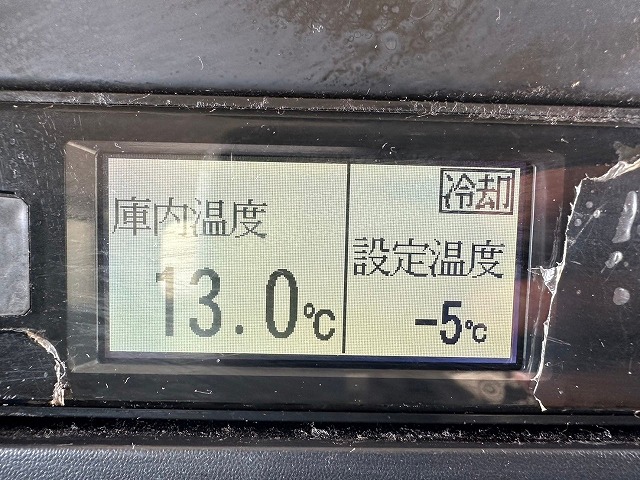 庫内温度
13.0℃
冷却
設定温度
-5℃